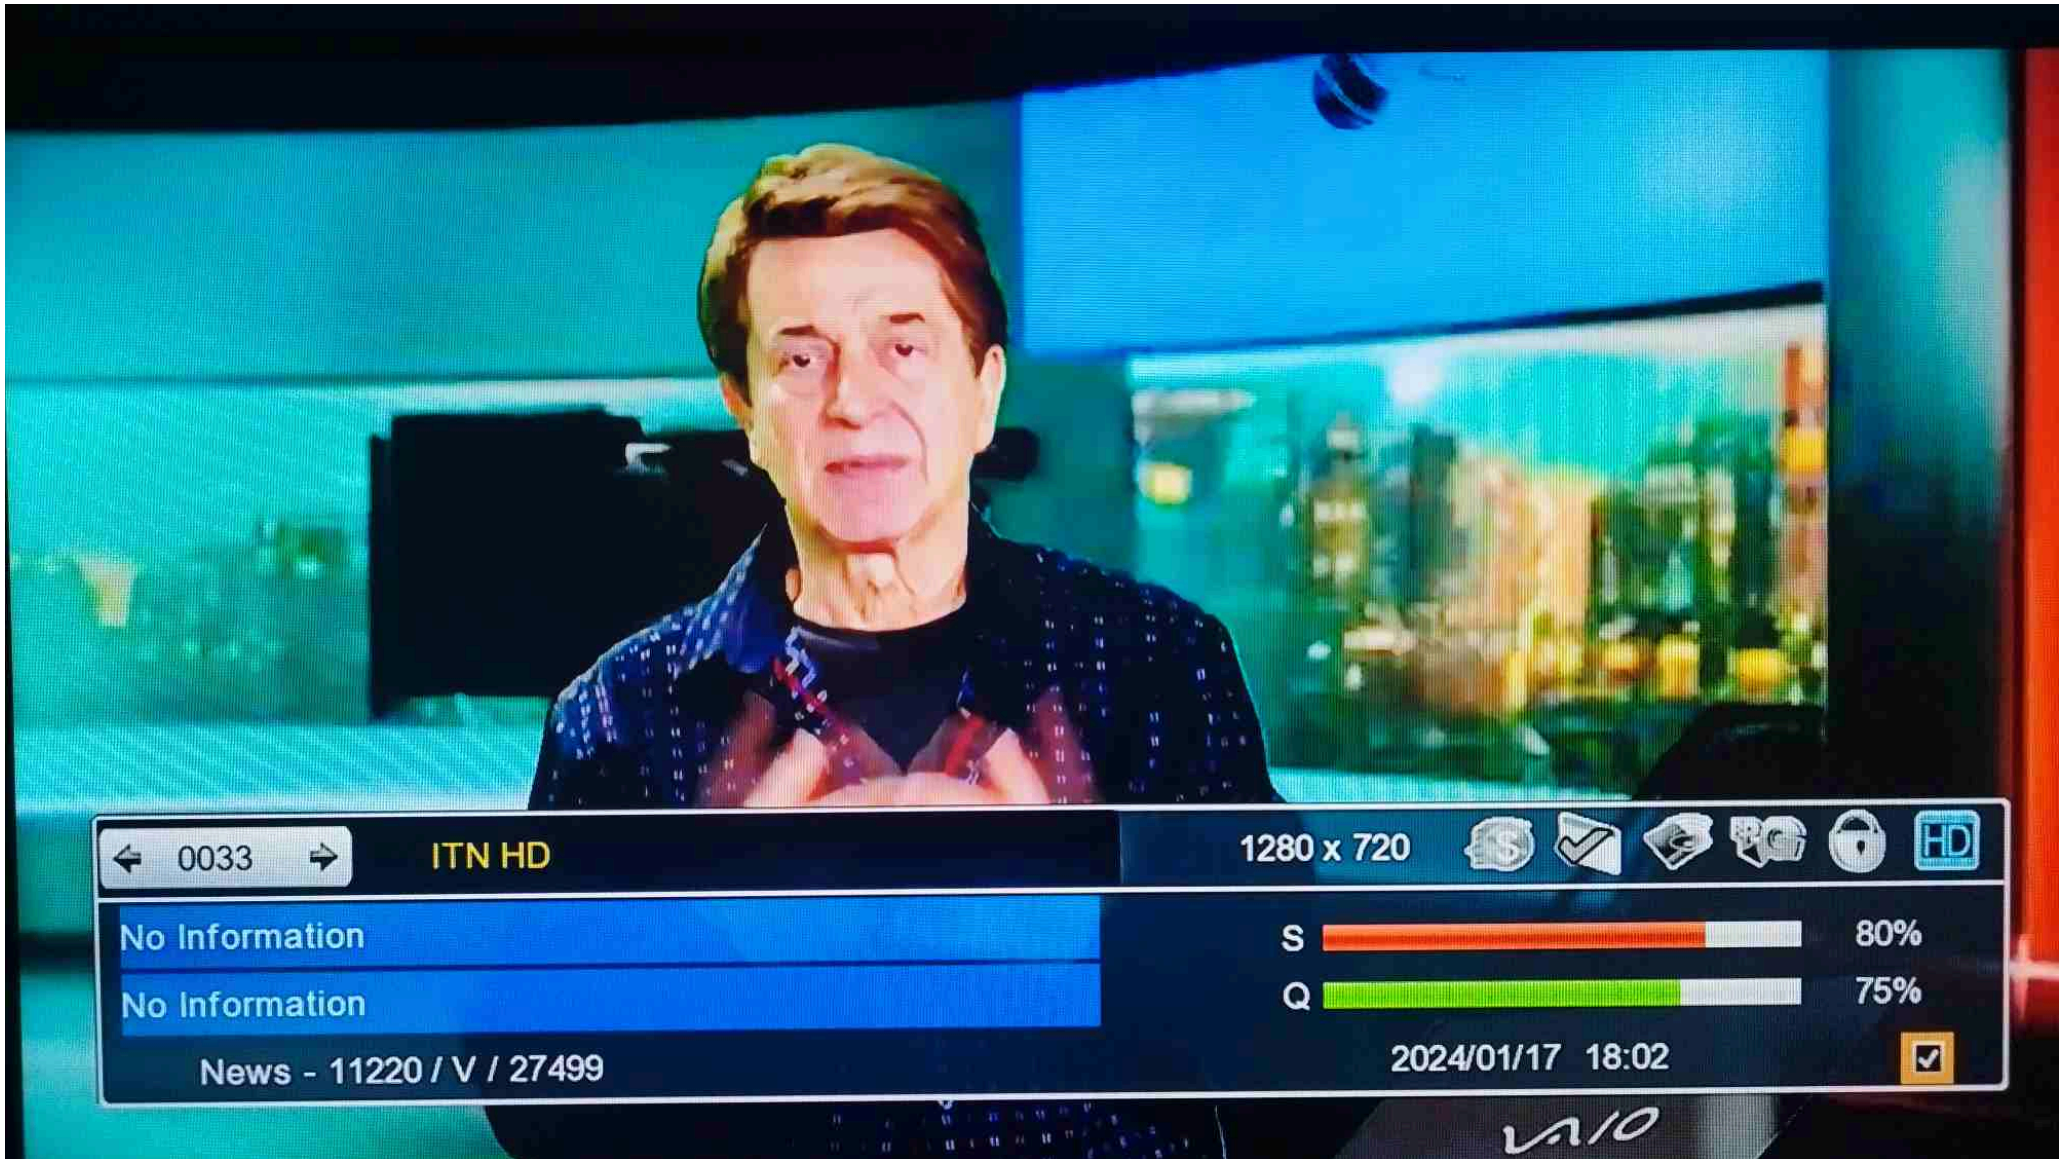 0033
ITN HD
1280 x 720
HD
No Information
S 80%
No Information
Q 75%
News - 11220 / V / 27499
2024/01/17 18:02
VAIO